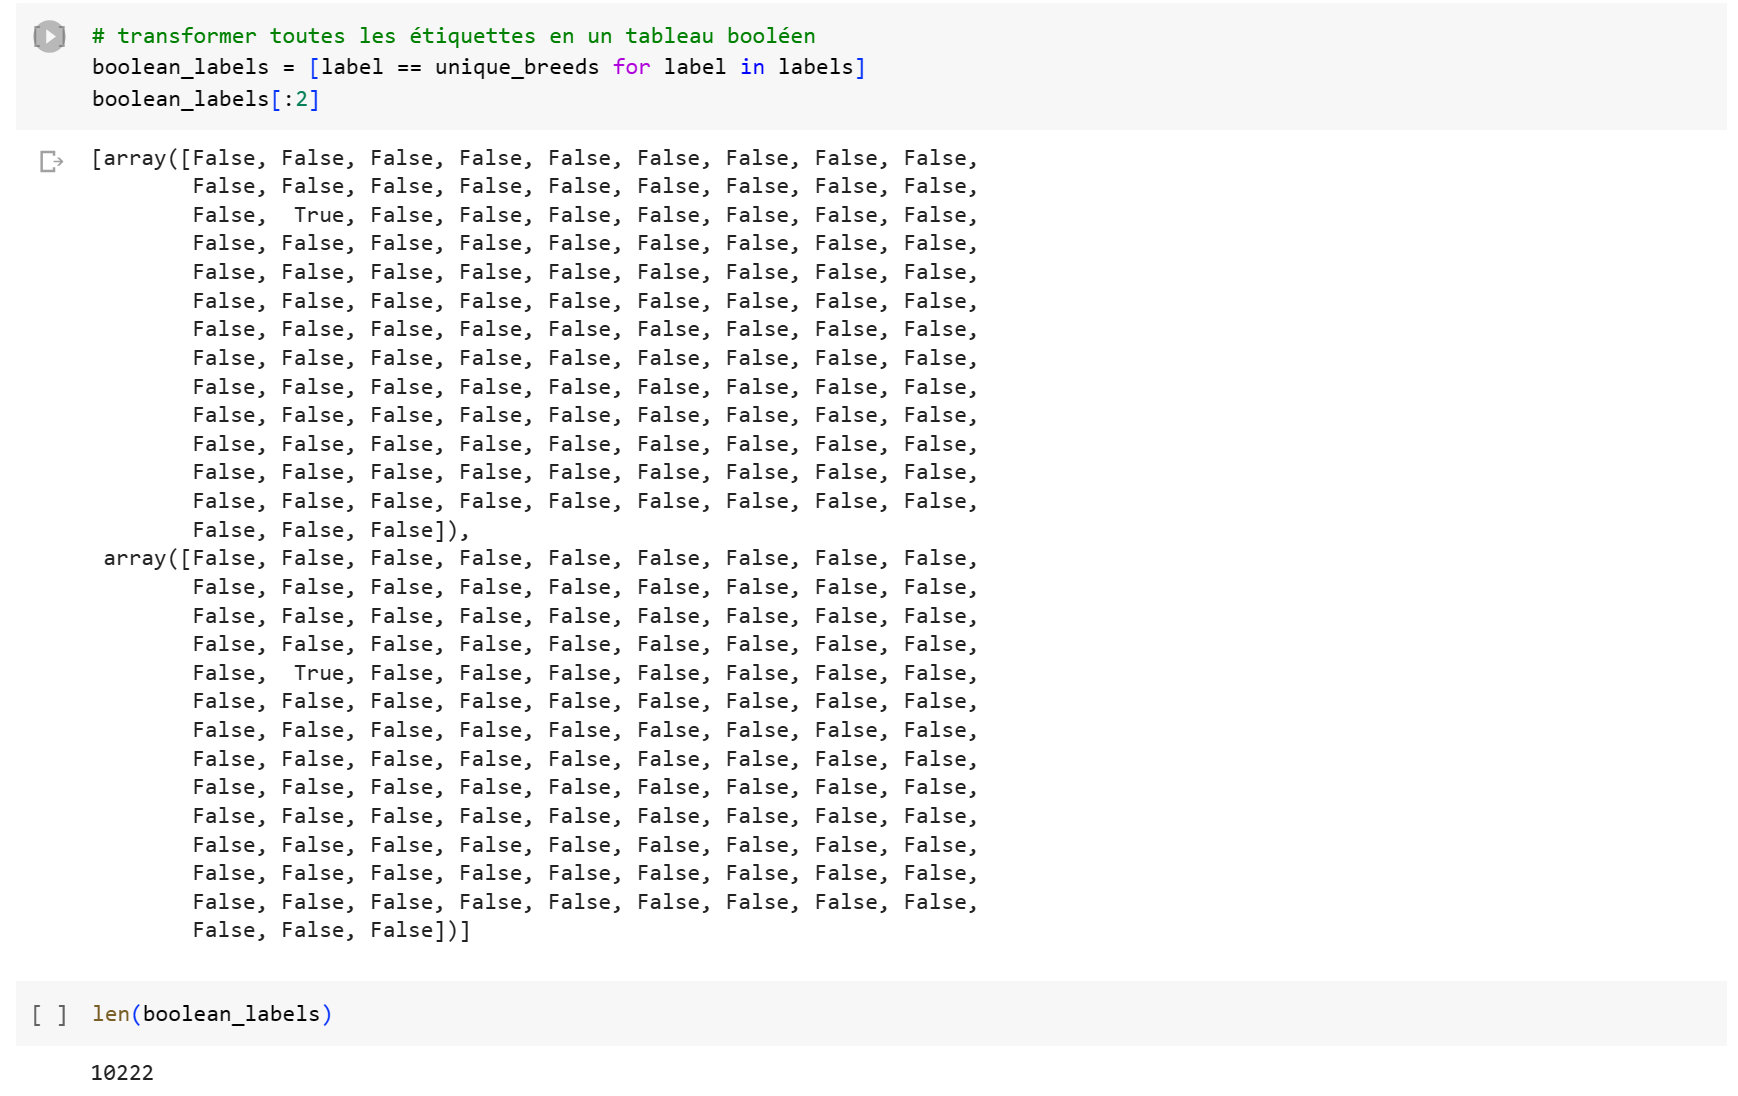 # transformer toutes les étiquettes en un tableau booléen
boolean_labels = [label == unique_breeds for label in labels]
boolean_labels[:2]
[array([False, False, False, False, False, False, False, False, False,
False, False, False, False, False, False, False, False, False,
False,  True, False, False, False, False, False, False, False,
False, False, False, False, False, False, False, False, False,
False, False, False, False, False, False, False, False, False,
False, False, False, False, False, False, False, False, False,
False, False, False, False, False, False, False, False, False,
False, False, False, False, False, False, False, False, False,
False, False, False, False, False, False, False, False, False,
False, False, False, False, False, False, False, False, False,
False, False, False, False, False, False, False, False, False,
False, False, False, False, False, False, False, False, False,
False, False, False, False, False, False, False, False, False,
False, False, False]),
array([False, False, False, False, False, False, False, False, False,
False, False, False, False, False, False, False, False, False,
False, False, False, False, False, False, False, False, False,
False, False, False, False, False, False, False, False, False,
False,  True, False, False, False, False, False, False, False,
False, False, False, False, False, False, False, False, False,
False, False, False, False, False, False, False, False, False,
False, False, False, False, False, False, False, False, False,
False, False, False, False, False, False, False, False, False,
False, False, False, False, False, False, False, False, False,
False, False, False, False, False, False, False, False, False,
False, False, False, False, False, False, False, False, False,
False, False, False, False, False, False, False, False, False,
False, False, False])]
[ ] len(boolean_labels)
10222